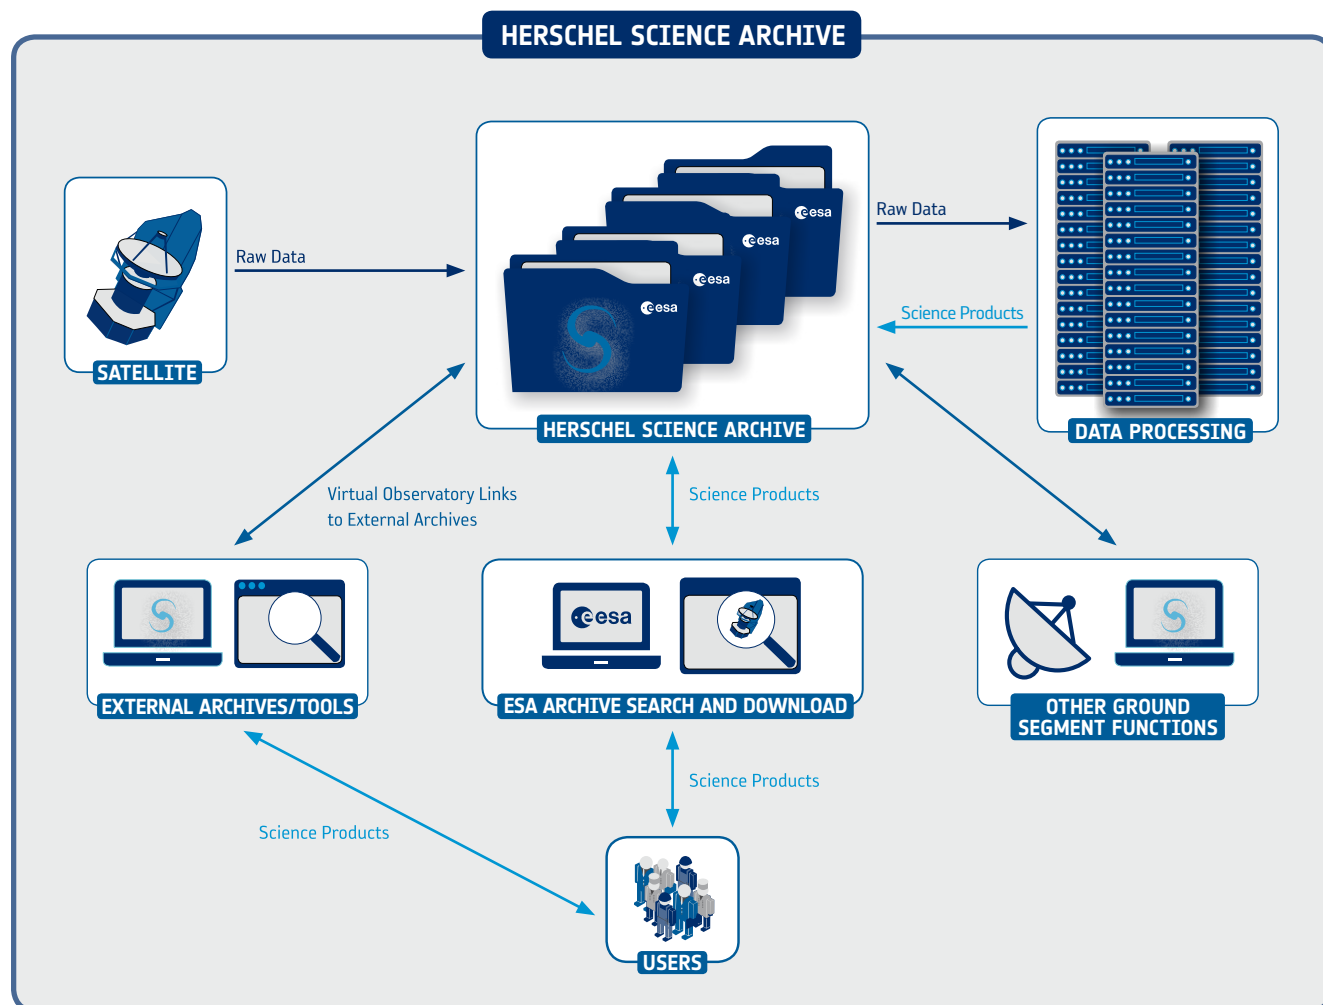 HERSCHEL SCIENCE ARCHIVE
esa
esa
esa
esa
Raw Data
Raw Data
Science Products
SATELLITE
HERSCHEL SCIENCE ARCHIVE
DATA PROCESSING
Virtual Observatory Links
to External Archives
Science Products
esa
EXTERNAL ARCHIVES/TOOLS
ESA ARCHIVE SEARCH AND DOWNLOAD
OTHER GROUND
SEGMENT FUNCTIONS
Science Products
Science Products
USERS